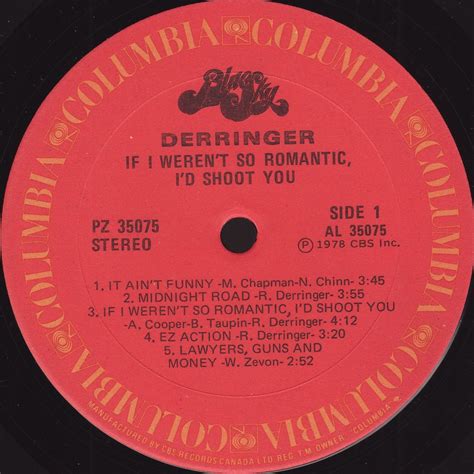 COLUMBIA COLUMBIA COLUMBIA COLUMBIA COLUMBIA COLUMBIA
Blue Sky
DERRINGER
IF I WEREN'T SO ROMANTIC,
I'D SHOOT YOU
PZ 35075
STEREO
SIDE 1
AL 35075
Ⓟ 1978 CBS Inc.
1. IT AIN'T FUNNY -M. Chapman-N. Chinn- 3:45
2. MIDNIGHT ROAD -R. Derringer- 3:55
3. IF I WEREN'T SO ROMANTIC, I'D SHOOT YOU
-A. Cooper-B. Taupin-R. Derringer- 4:12
4. EZ ACTION -R. Derringer- 3:20
5. LAWYERS, GUNS AND
MONEY -W. Zevon- 2:52
MANUFACTURED BY CBS RECORDS CANADA LTD REG. T.M. OWNER "COLUMBIA"